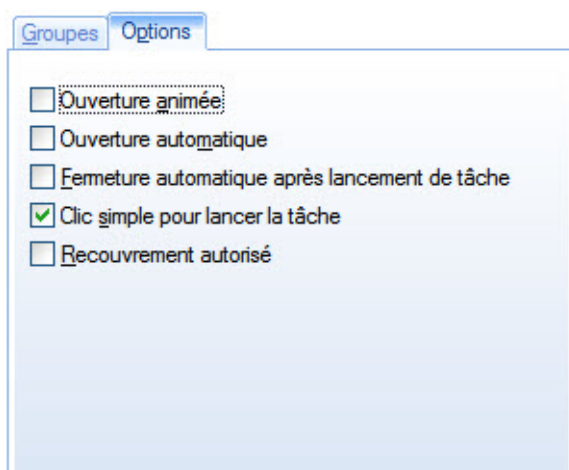 Groupes Options
Ouverture animée
Ouverture automatique
Fermeture automatique après lancement de tâche
Clic simple pour lancer la tâche
Recouvrement autorisé